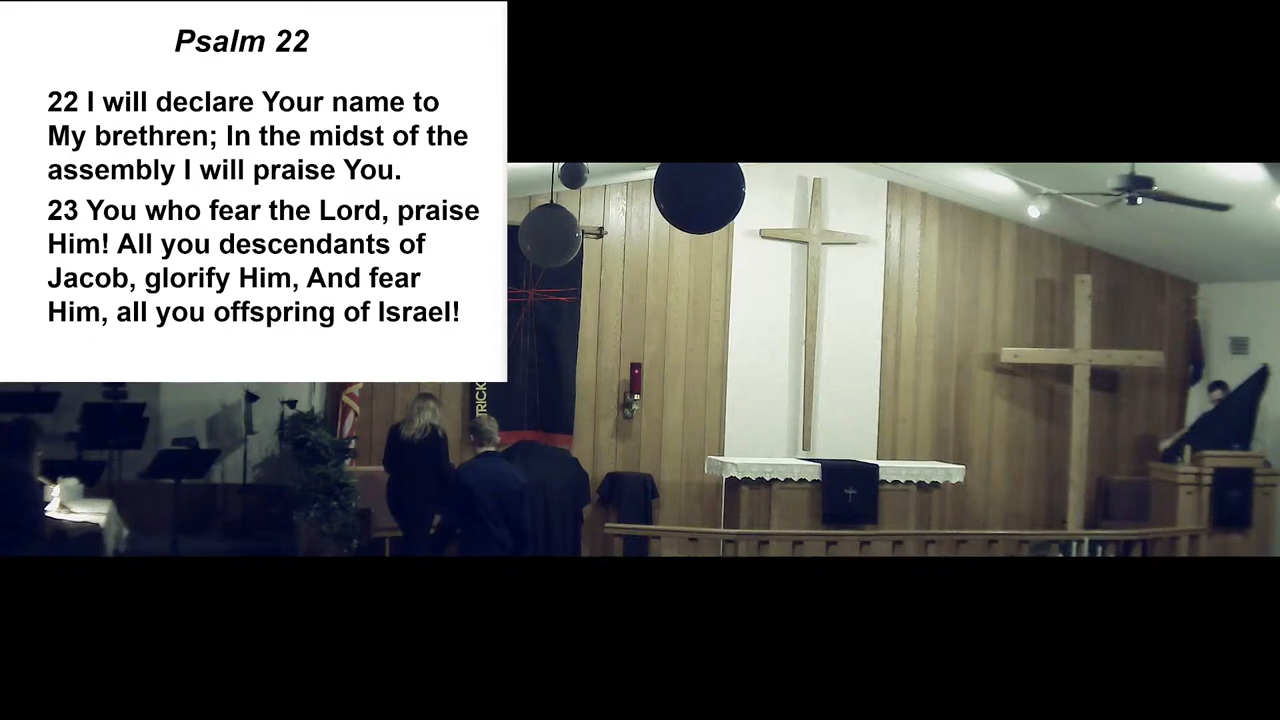 Psalm 22
22 I will declare Your name to
My brethren; In the midst of the
assembly I will praise You.
23 You who fear the Lord, praise
Him! All you descendants of
Jacob, glorify Him, And fear
Him, all you offspring of Israel!
TRICK